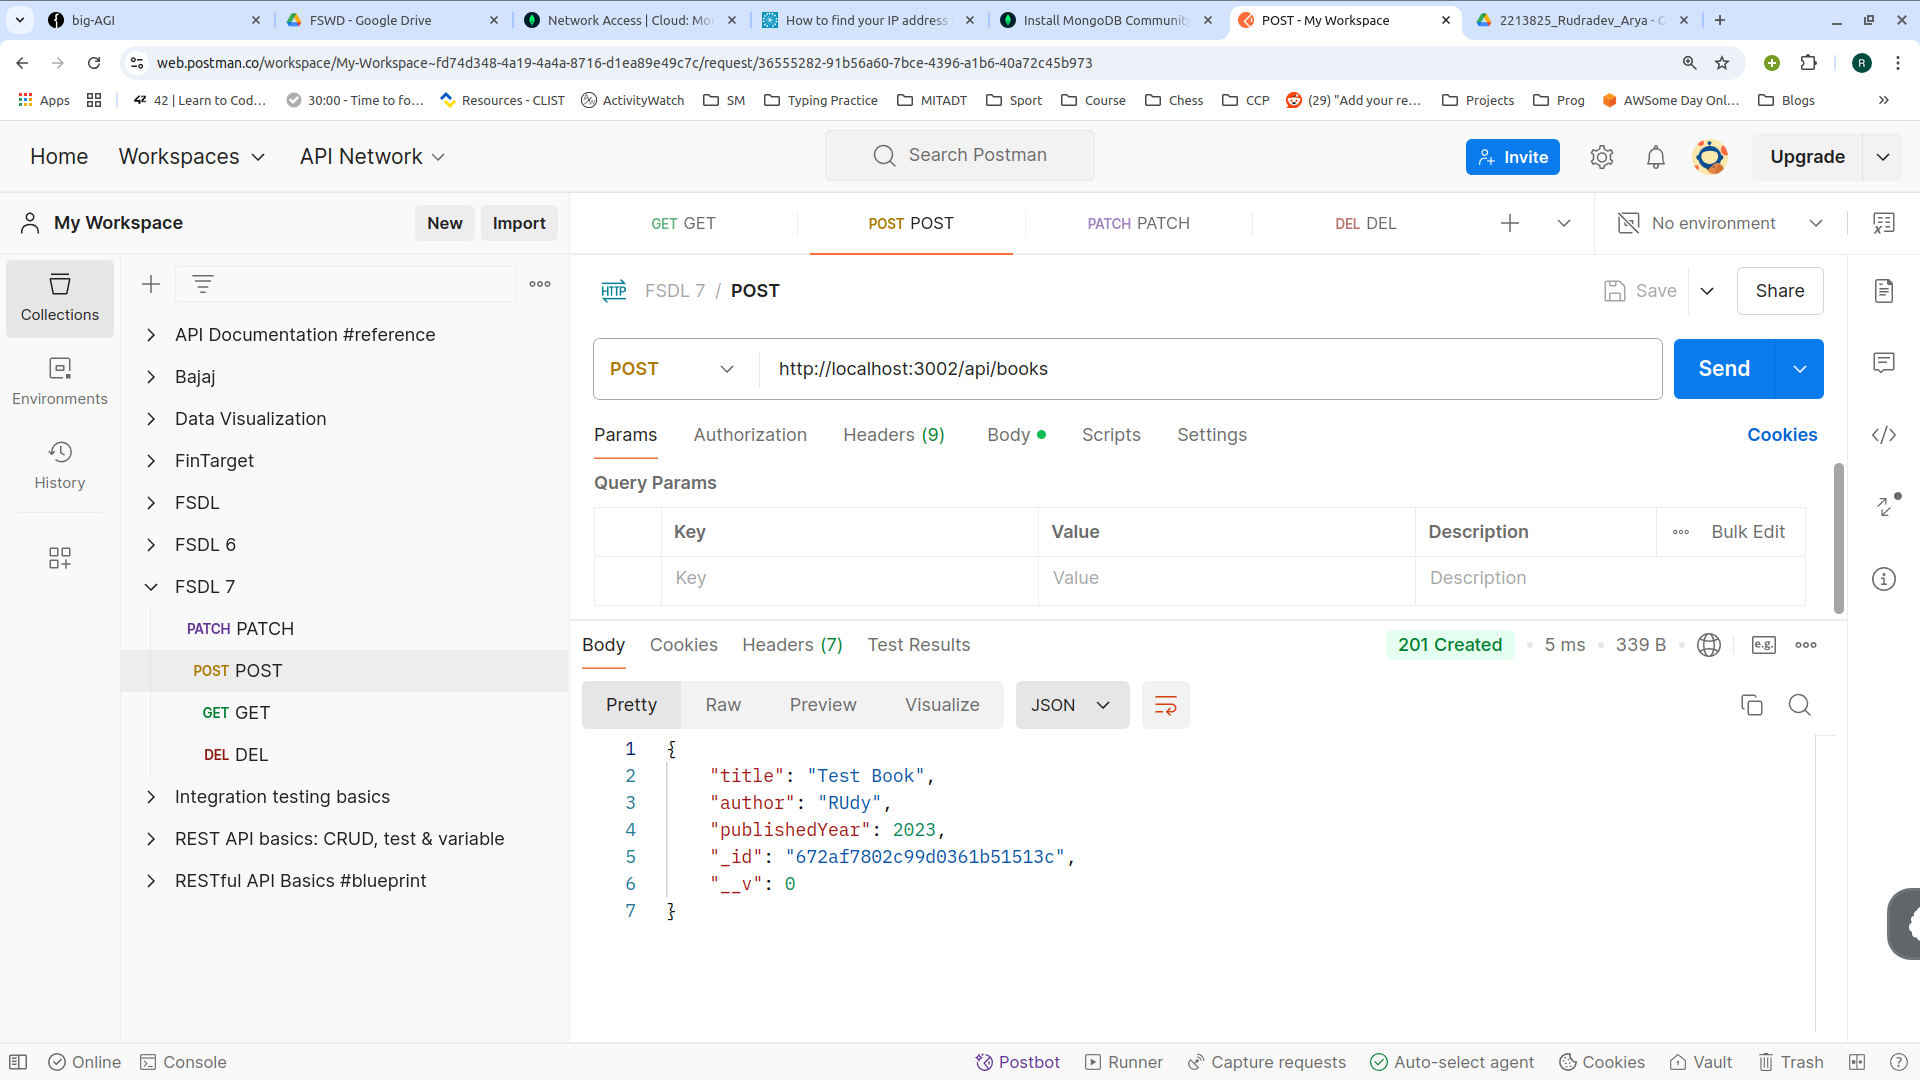 big-AGI
FSWD - Google Drive
Network Access | Cloud: Mo
How to find your IP address
Install MongoDB Communit
POST - My Workspace
2213825_Rudradev_Arya - G
web.postman.co/workspace/My-Workspace~fd74d348-4a19-4a4a-8716-d1ea89e49c7c/request/36555282-91b56a60-7bce-4396-a1b6-40a72c45b973
R
Apps
42 | Learn to Cod...
30:00 - Time to fo...
Resources - CLIST
ActivityWatch
SM
Typing Practice
MITADT
Sport
Course
Chess
CCP
(29) "Add your re...
Projects
Prog
AWSome Day Onl...
Blogs
Home
Workspaces
API Network
Search Postman
Invite
Upgrade
My Workspace
New
Import
GET GET
POST POST
PATCH PATCH
DEL DEL
No environment
Collections
Environments
History
API Documentation #reference
Bajaj
Data Visualization
FinTarget
FSDL
FSDL 6
FSDL 7
PATCH PATCH
POST POST
GET GET
DEL DEL
Integration testing basics
REST API basics: CRUD, test & variable
RESTful API Basics #blueprint
HTTP
FSDL 7 / POST
Save
Share
POST
http://localhost:3002/api/books
Send
Params
Authorization
Headers (9)
Body
Scripts
Settings
Cookies
Query Params
Key
Value
Description
Bulk Edit
Key
Value
Description
Body
Cookies
Headers (7)
Test Results
201 Created
5 ms
339 B
e.g.
Pretty
Raw
Preview
Visualize
JSON
1 {
2 "title": "Test Book",
3 "author": "RUdy",
4 "publishedYear": 2023,
5 "_id": "672af7802c99d0361b51513c",
6 "__v": 0
7 }
Online
Console
Postbot
Runner
Capture requests
Auto-select agent
Cookies
Vault
Trash